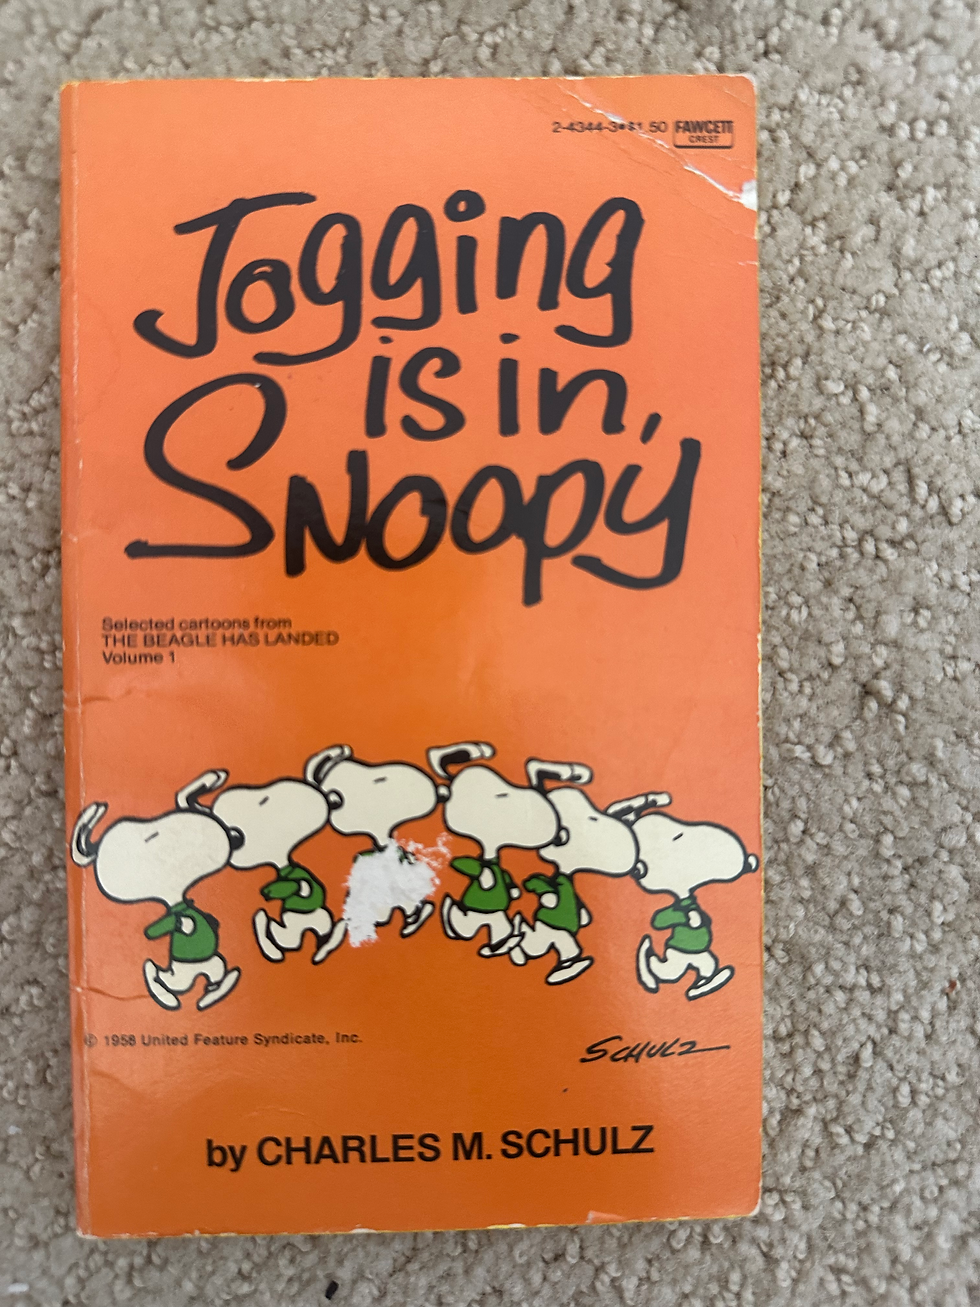 2-4344-3•$1.50 FAWCETT
CREST
Jogging
is in,
Snoopy
Selected cartoons from
THE BEAGLE HAS LANDED
Volume 1
© 1958 United Feature Syndicate, Inc.
SCHULZ
by CHARLES M. SCHULZ